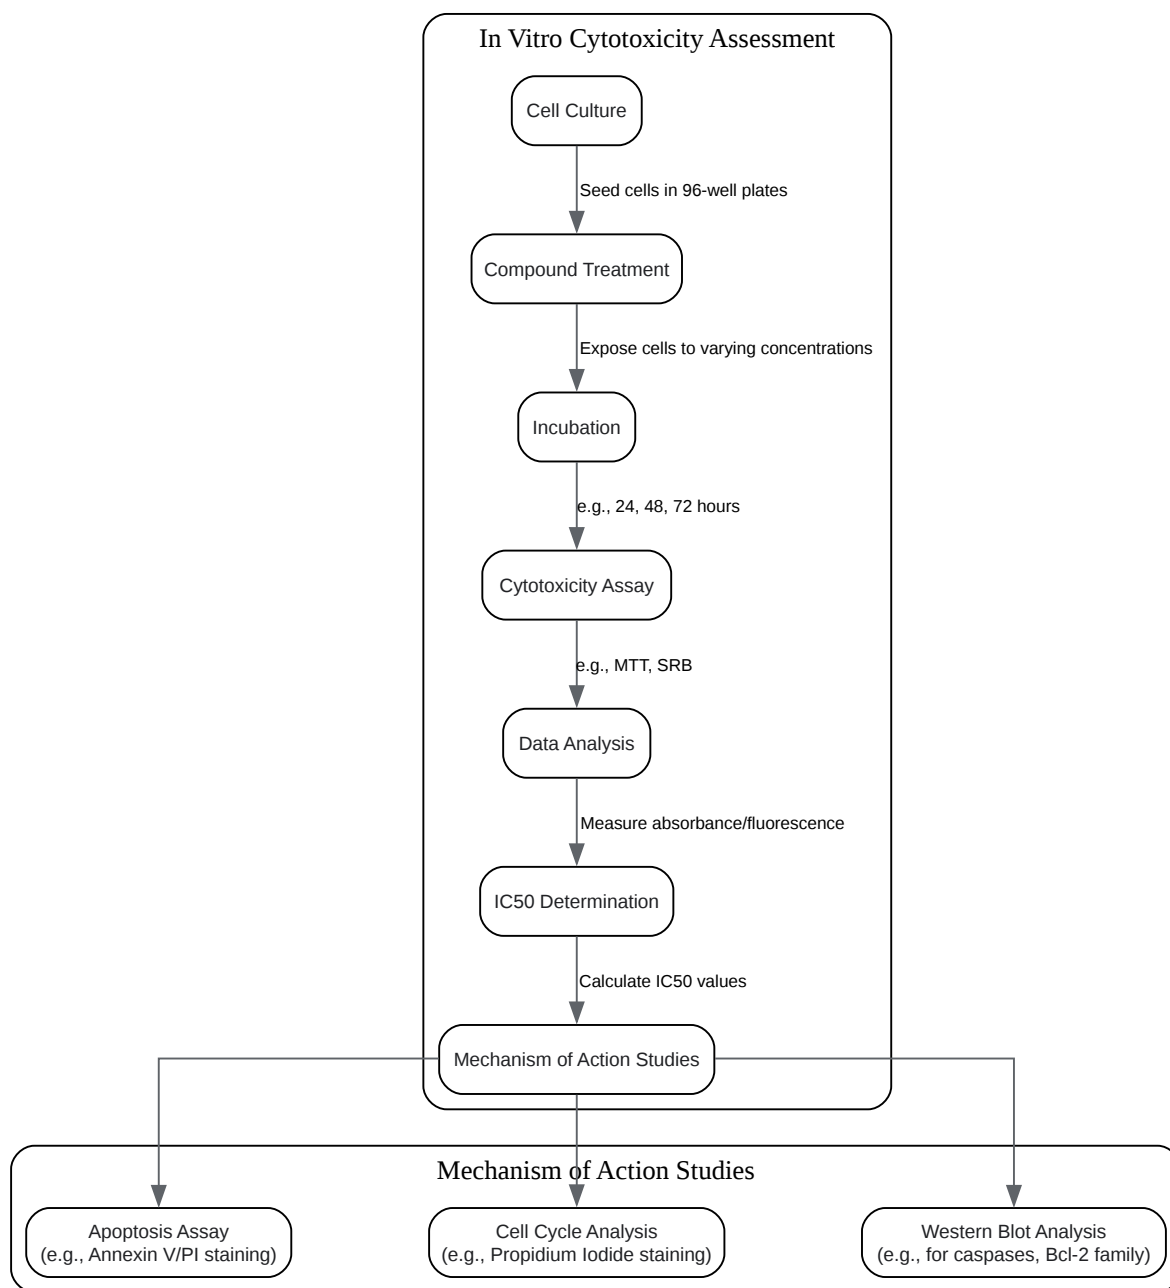 In Vitro Cytotoxicity Assessment
Cell Culture
Seed cells in 96-well plates
Compound Treatment
Expose cells to varying concentrations
Incubation
e.g., 24, 48, 72 hours
Cytotoxicity Assay
e.g., MTT, SRB
Data Analysis
Measure absorbance/fluorescence
IC50 Determination
Calculate IC50 values
Mechanism of Action Studies
Mechanism of Action Studies
Apoptosis Assay
(e.g., Annexin V/PI staining)
Cell Cycle Analysis
(e.g., Propidium Iodide staining)
Western Blot Analysis
(e.g., for caspases, Bcl-2 family)